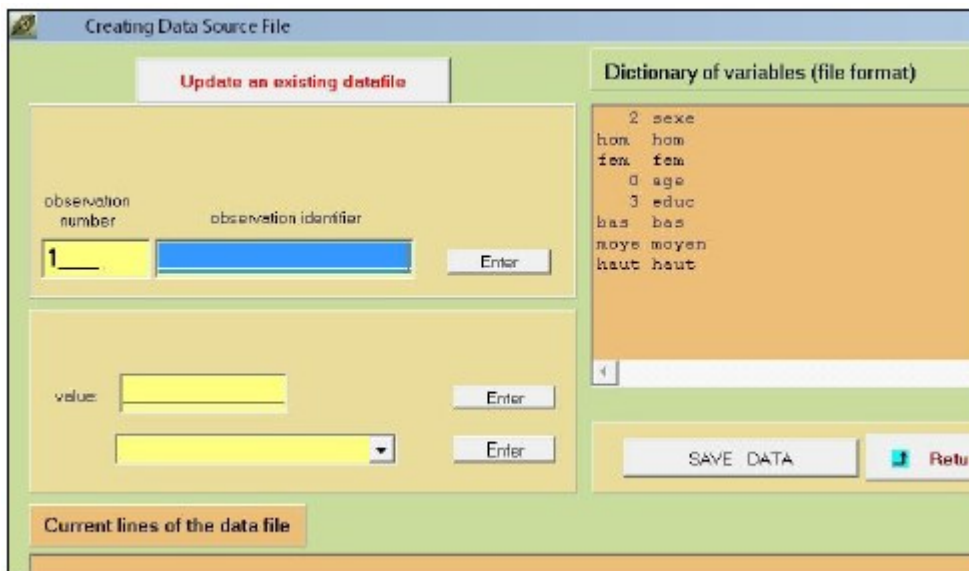 Creating Data Source File
Update an existing datafile
observation number
observation identifier
1____
Enter
value:
Enter
Enter
Dictionary of variables (file format)
2 sexe
hom hom
fem fem
0 age
3 educ
bas bas
moye moyen
haut haut
SAVE DATA
Retu
Current lines of the data file